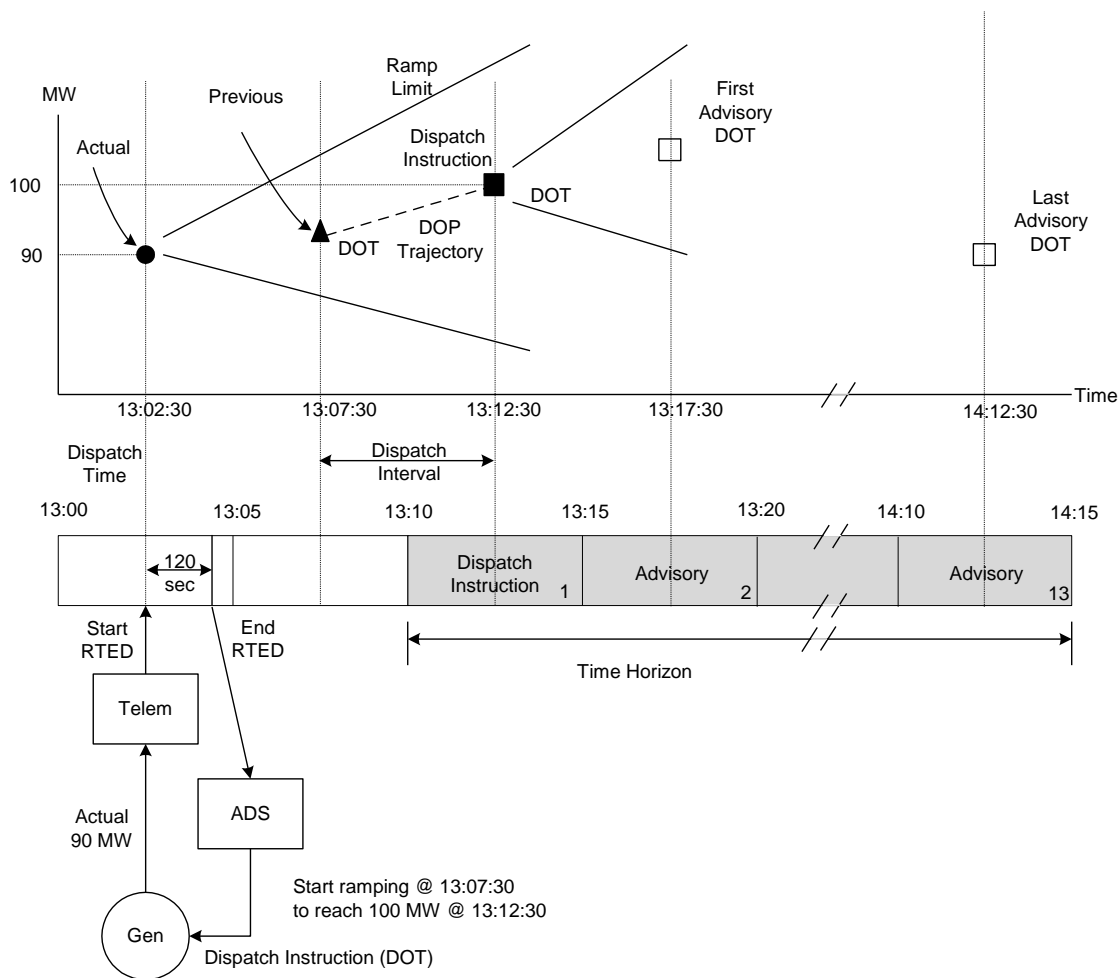 Ramp
Limit
MW
Previous
First
Advisory
DOT
Actual
Dispatch
Instruction
100
DOT
DOP
Trajectory
DOT
Last
Advisory
DOT
90
Time
13:02:30
13:07:30
13:12:30
13:17:30
14:12:30
Dispatch
Time
Dispatch
Interval
13:00
13:05
13:10
13:15
13:20
14:10
14:15
120
sec
Dispatch
Instruction
1
Advisory
2
Advisory
13
Start
RTED
End
RTED
Time Horizon
Telem
ADS
Actual
90 MW
Start ramping @ 13:07:30
to reach 100 MW @ 13:12:30
Gen
Dispatch Instruction (DOT)